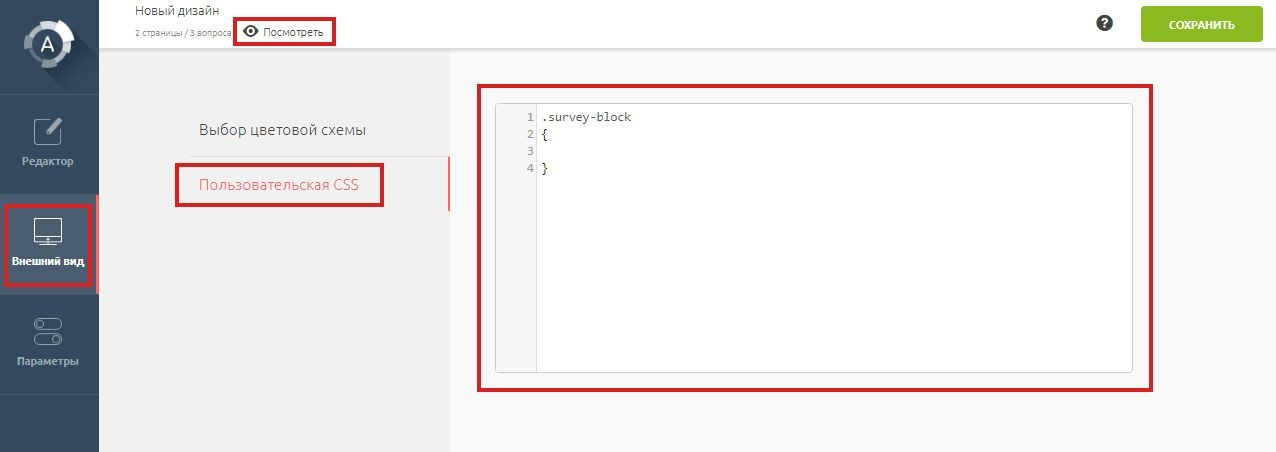 Новый дизайн
2 страницы / 3 вопроса Посмотреть
? СОХРАНИТЬ
A
Редактор
Внешний вид
Параметры
Выбор цветовой схемы
Пользовательская CSS
1 .survey-block
2 {
3
4 }